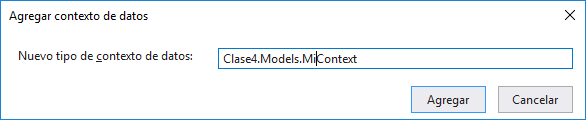 Agregar contexto de datos
Nuevo tipo de contexto de datos:
Clase4.Models.MiContext
Agregar
Cancelar